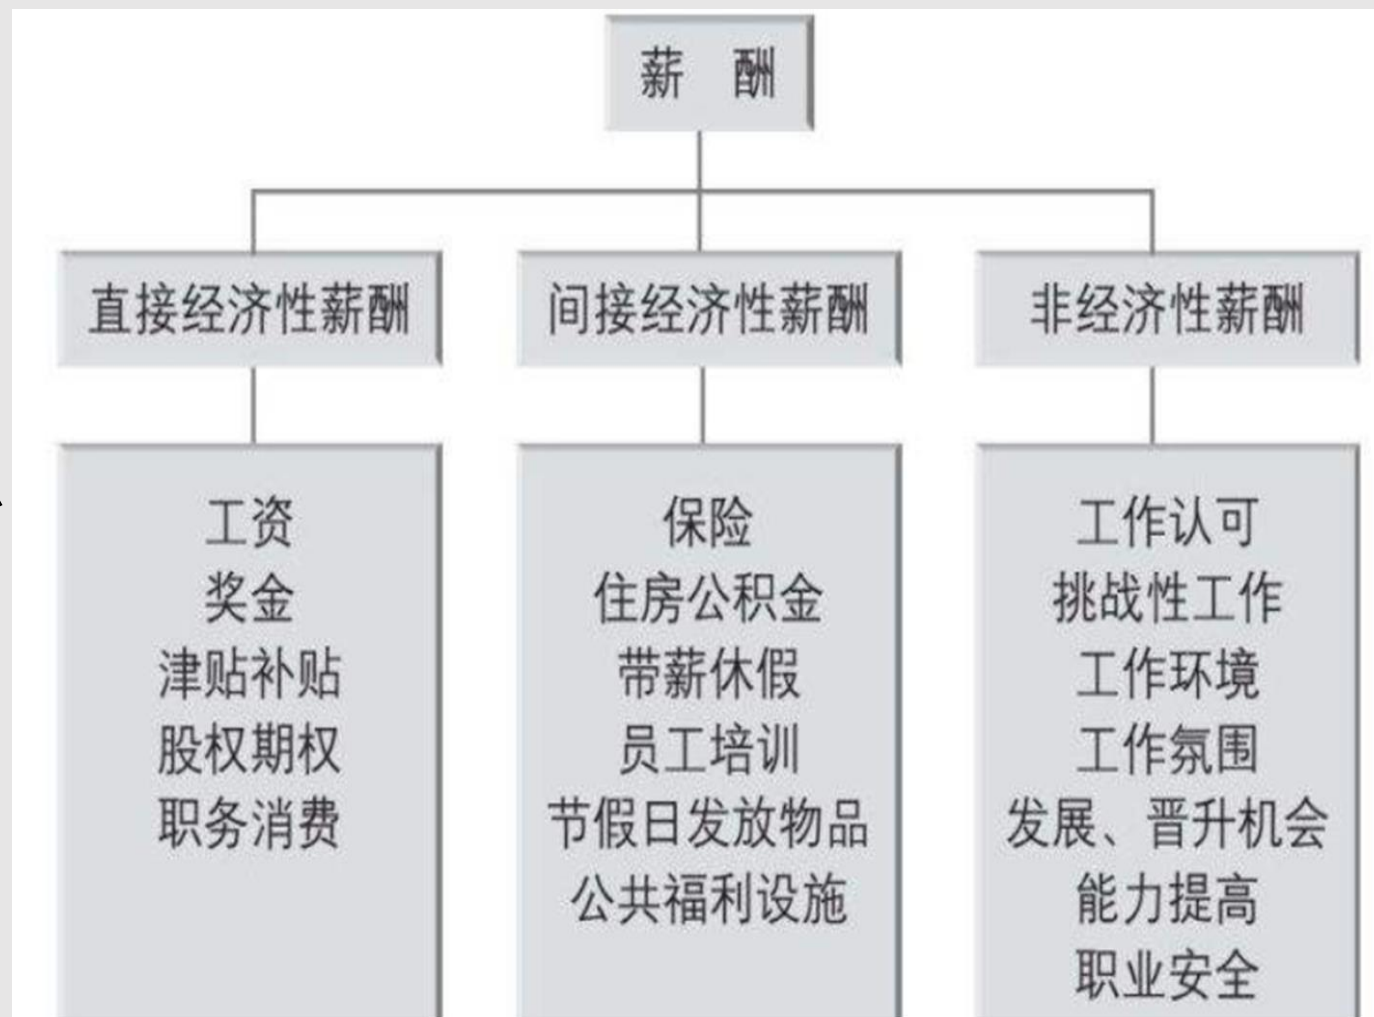 薪 酬
直接经济性薪酬
间接经济性薪酬
非经济性薪酬
工资
奖金
津贴补贴
股权期权
职务消费
保险
住房公积金
带薪休假
员工培训
节假日发放物品
公共福利设施
工作认可
挑战性工作
工作环境
工作氛围
发展、晋升机会
能力提高
职业安全